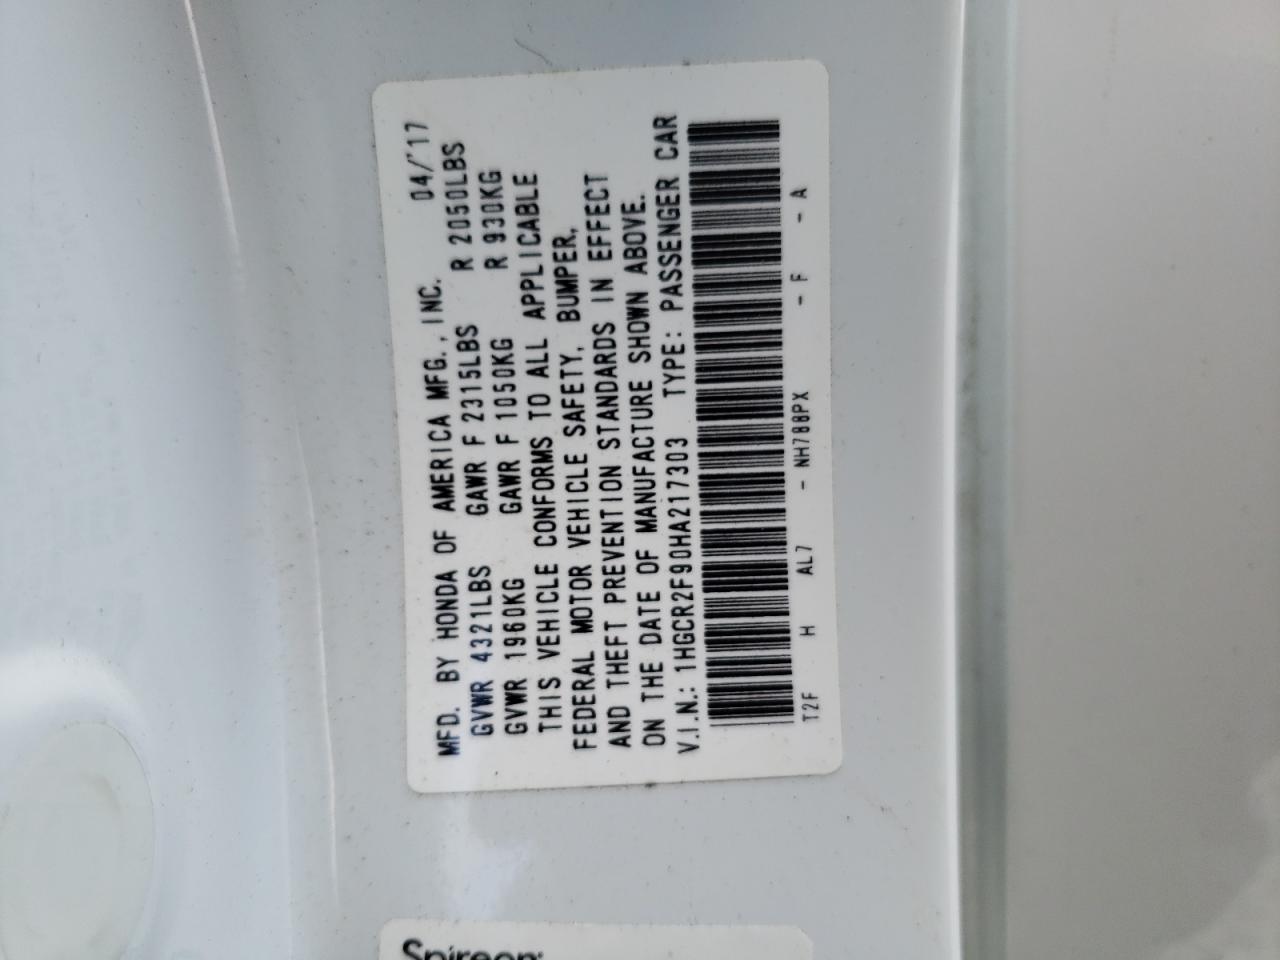 MFD. BY HONDA OF AMERICA MFG., INC. 04/'17
GVWR 4321LBS GAWR F 2315LBS R 2050LBS
GVWR 1960KG GAWR F 1050KG R 930KG
THIS VEHICLE CONFORMS TO ALL APPLICABLE
FEDERAL MOTOR VEHICLE SAFETY, BUMPER,
AND THEFT PREVENTION STANDARDS IN EFFECT
ON THE DATE OF MANUFACTURE SHOWN ABOVE.
V.I.N.: 1HGCR2F90HA217303 TYPE: PASSENGER CAR
T2F H AL7 - NH788PX - F - A
Spireon: